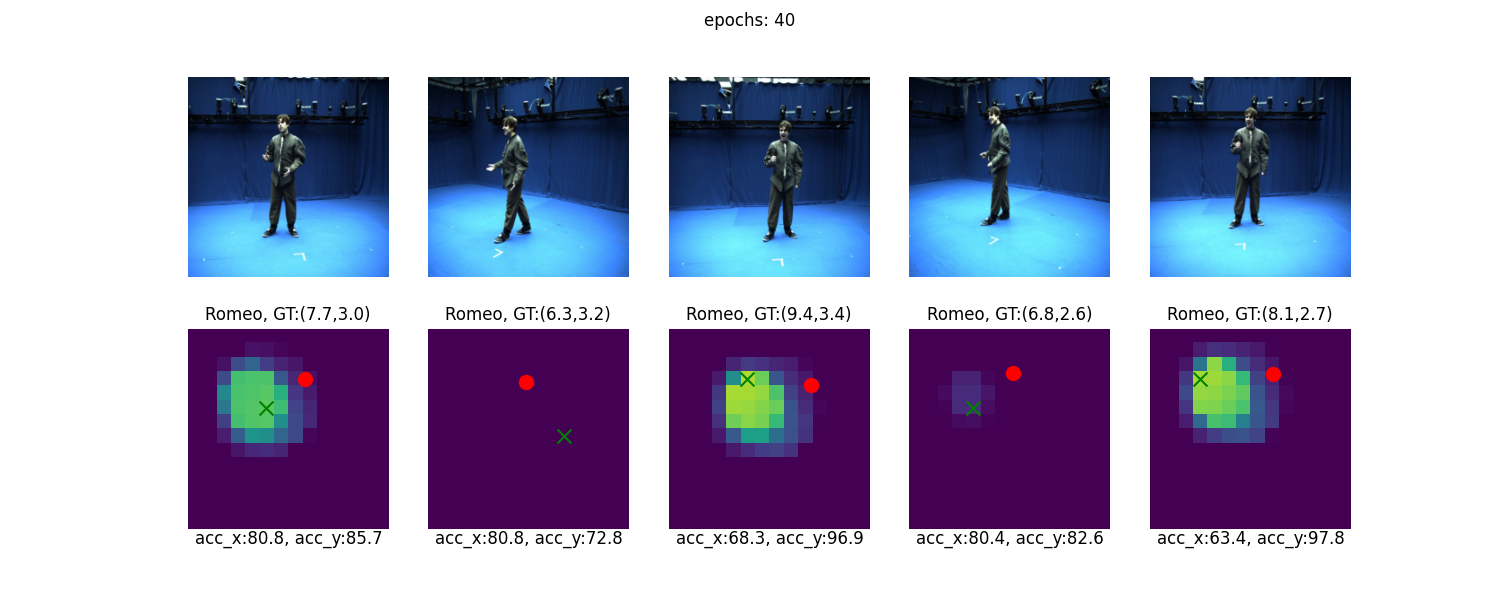 epochs: 40
Romeo, GT:(7.7,3.0)
Romeo, GT:(6.3,3.2)
Romeo, GT:(9.4,3.4)
Romeo, GT:(6.8,2.6)
Romeo, GT:(8.1,2.7)
acc_x:80.8, acc_y:85.7
acc_x:80.8, acc_y:72.8
acc_x:68.3, acc_y:96.9
acc_x:80.4, acc_y:82.6
acc_x:63.4, acc_y:97.8